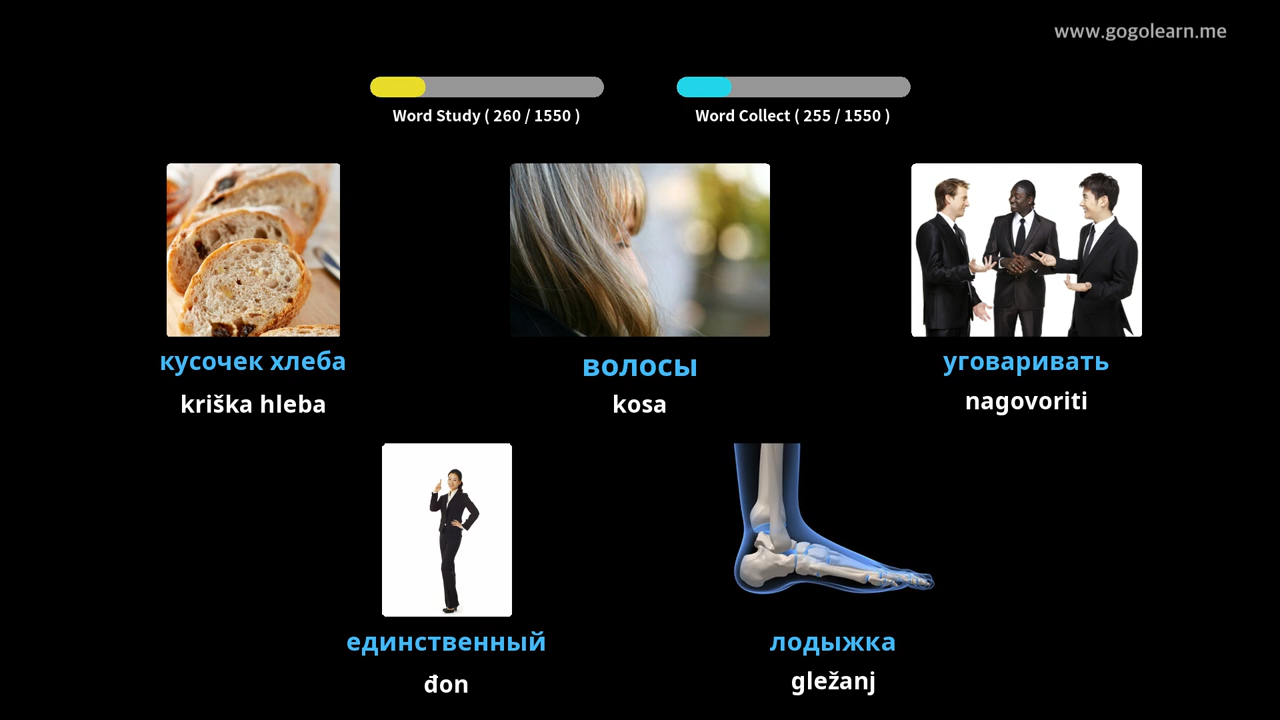 www.gogolearn.me
Word Study ( 260 / 1550 )
Word Collect ( 255 / 1550 )
кусочек хлеба
kriška hleba
волосы
kosa
уговаривать
nagovoriti
единственный
đon
лодыжка
gležanj